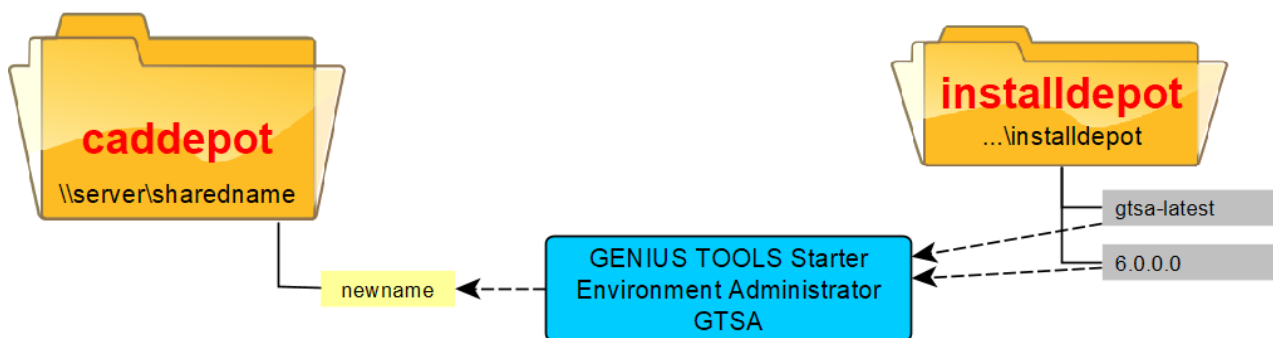 caddepot
\\server\sharedname
installdepot
...\installdepot
gtsa-latest
6.0.0.0
GENIUS TOOLS Starter
Environment Administrator
GTSA
newname